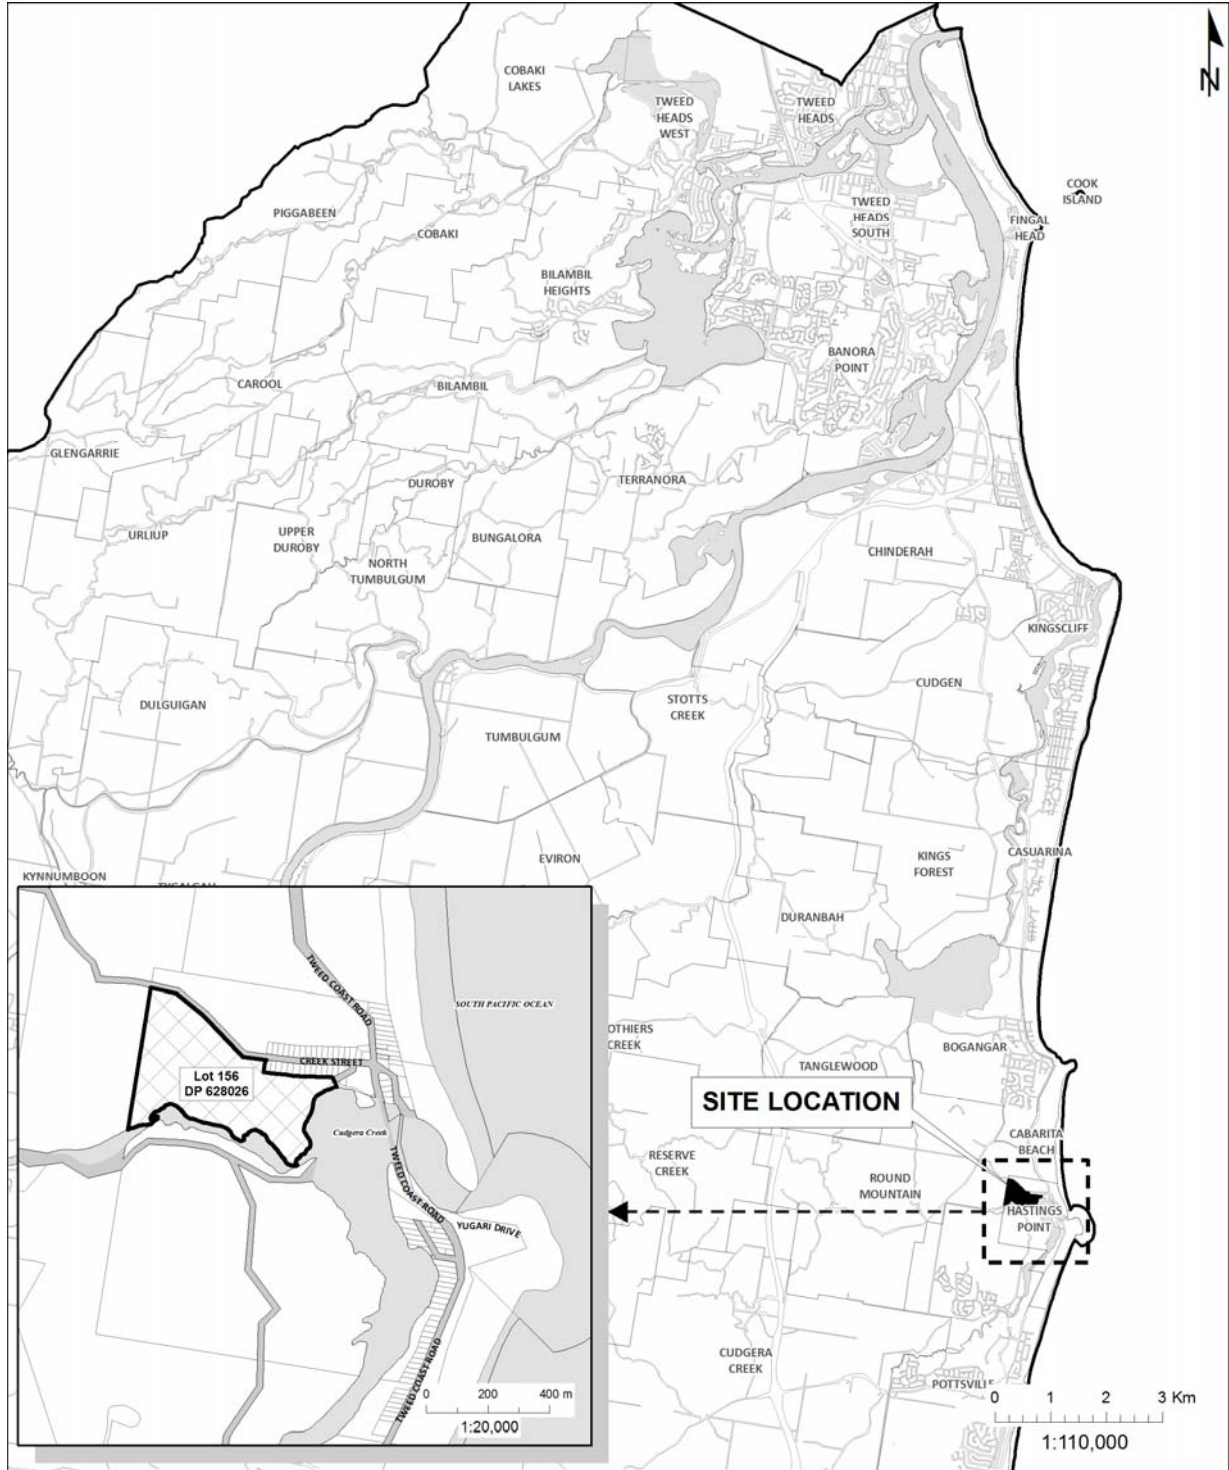 N
COBAKI
LAKES
TWEED
HEADS
WEST
TWEED
HEADS
COOK
ISLAND
PIGGABEEN
TWEED
HEADS
SOUTH
FINGAL
HEAD
COBAKI
BILAMBIL
HEIGHTS
BANORA
POINT
CAROOL
BILAMBIL
GLENGARRIE
DUROBY
TERRANORA
URLIUP
UPPER
DUROBY
BUNGALORA
NORTH
TUMBULGUM
CHINDERAH
KINGSCLIFF
CUDGEN
DULGUIGAN
STOTTS
CREEK
TUMBULGUM
EVIRON
KINGS
FOREST
CASUARINA
KYNNUMBOON
DURANBAH
OTHIERS
CREEK
BOGANGAR
TANGLEWOOD
SITE LOCATION
CABARITA
BEACH
RESERVE
CREEK
ROUND
MOUNTAIN
HASTINGS
POINT
CUDGERA
CREEK
POTTSVILLE
0 1 2 3 Km
1:110,000
TWEED COAST ROAD
SOUTH PACIFIC OCEAN
CREEK STREET
Lot 156
DP 628026
Cudgera Creek
TWEED COAST ROAD
YUGARI DRIVE
TWEED COAST ROAD
0 200 400 m
1:20,000